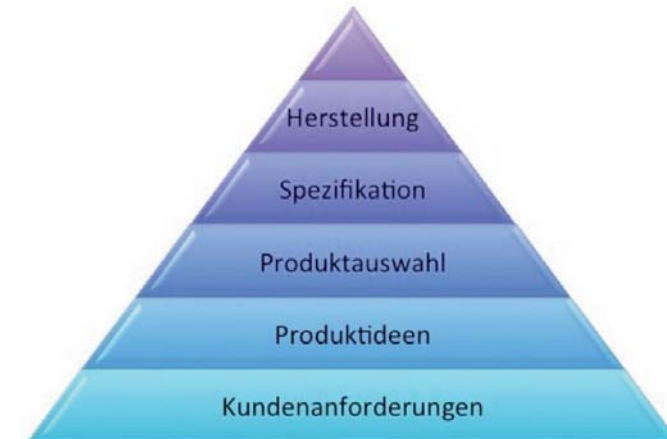 Herstellung
Spezifikation
Produktauswahl
Produktideen
Kundenanforderungen